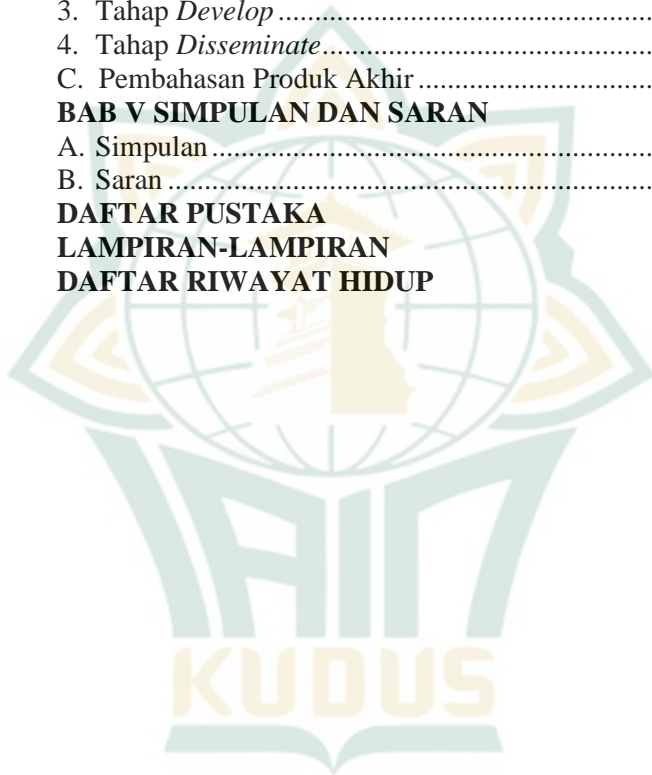 3. Tahap Develop ........................................................
4. Tahap Disseminate..................................................
C. Pembahasan Produk Akhir .....................................
BAB V SIMPULAN DAN SARAN
A. Simpulan ................................................................
B. Saran ......................................................................
DAFTAR PUSTAKA
LAMPIRAN-LAMPIRAN
DAFTAR RIWAYAT HIDUP
IAIN
KUDUS